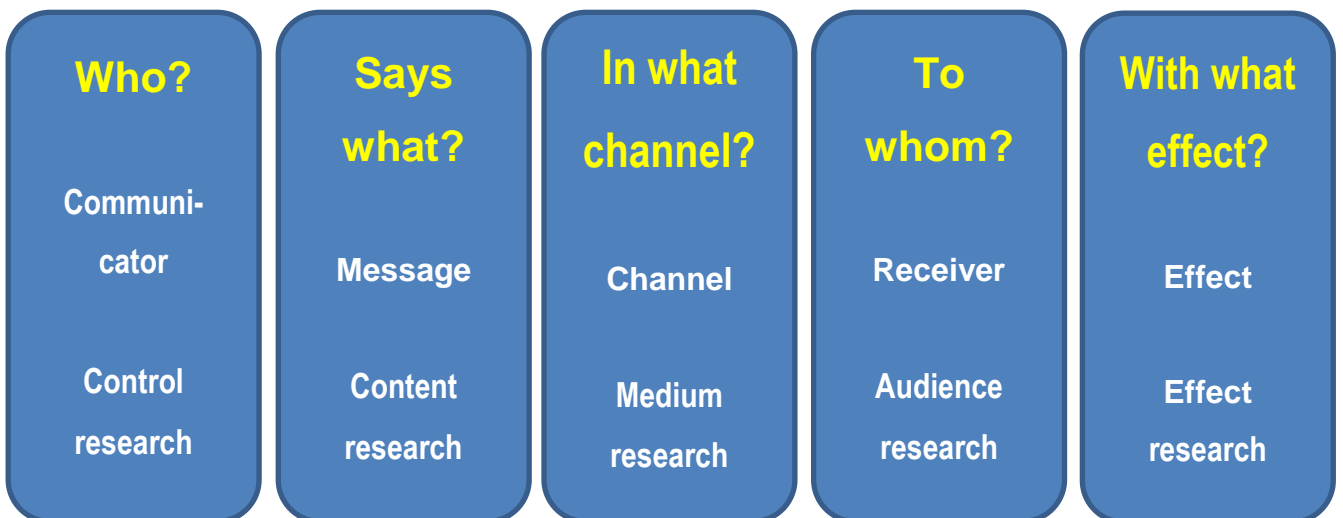 Who?
Communi-
cator
Control
research
Says
what?
Message
Content
research
In what
channel?
Channel
Medium
research
To
whom?
Receiver
Audience
research
With what
effect?
Effect
Effect
research